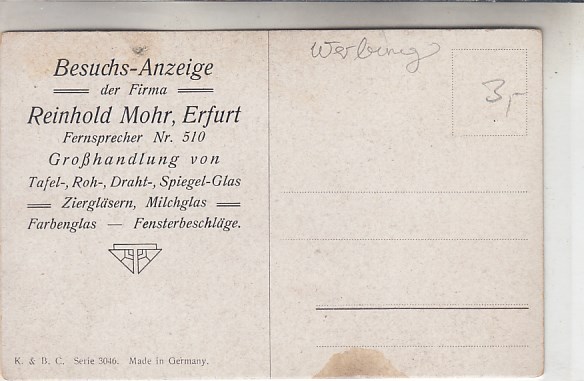 Besuchs-Anzeige
der Firma
Reinhold Mohr, Erfurt
Fernsprecher Nr. 510
Großhandlung von
Tafel-, Roh-, Draht-, Spiegel-Glas
Ziergläsern, Milchglas
Farbenglas — Fensterbeschläge.
K. & B. C. Serie 3046. Made in Germany.
Werbung
3,-